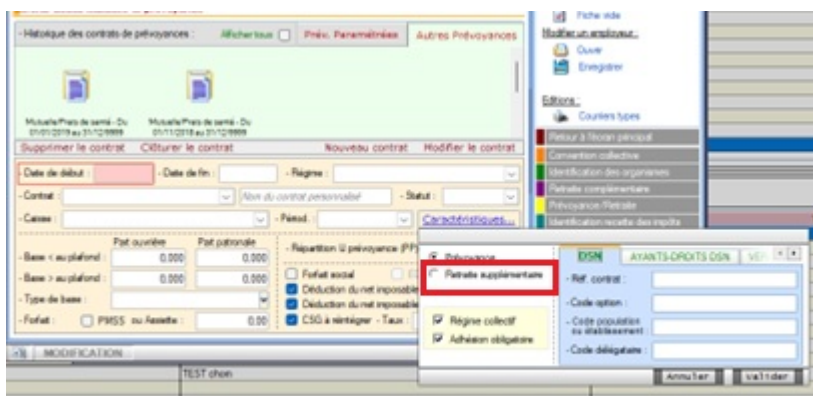 - Historique des contrats de prévoyances : Afficher tous Prév. Paramétrées Autres Prévoyances
Mutuelle/Frais de santé - Du 01/01/2019 au 31/12/9999
Mutuelle/Frais de santé - Du 01/11/2018 au 31/12/9999
Supprimer le contrat Clôturer le contrat Nouveau contrat Modifier le contrat
- Date de début : - Date de fin : - Régime :
- Contrat : Nom du contrat personnalisé - Statut :
- Caisse : - Périod. : Caractéristiques...
Part ouvrière Part patronale
- Base < au plafond : 0.000 0.000
- Base > au plafond : 0.000 0.000
- Type de base :
- Forfait : PMSS ou Assiette : 0.00
- Répartition
prévoyance (PP)
Forfait social
Déduction du net imposable
Déduction du net imposable
CSG à réintégrer - Taux :
MODIFICATION
TEST chom
Fiche vide
Modifier un employeur :
Ouvrir
Enregistrer
Editions :
Courriers types
Retour à l'écran principal
Convention collective
Identification des organismes
Retraite complémentaire
Prévoyance/Retraite
Identification recette des impôts
Prévoyance
Retraite supplémentaire
Régime collectif
Adhésion obligatoire
DSN AYANTS-DROITS DSN
- Réf. contrat :
- Code option :
- Code population ou établissement :
- Code délégataire :
Annuler Valider